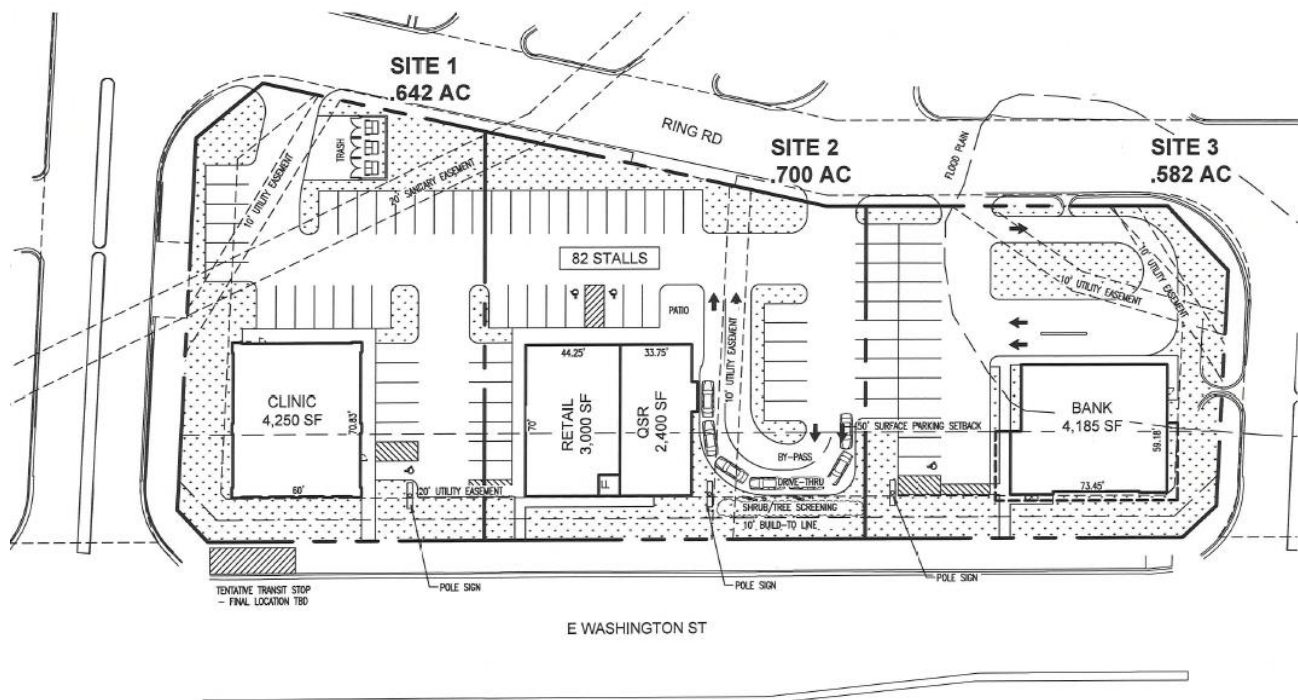 SITE 1
.642 AC
RING RD
SITE 2
.700 AC
FLOOD PLAIN
SITE 3
.582 AC
TRASH
10' UTILITY EASEMENT
20' SANITARY EASEMENT
82 STALLS
10' UTILITY EASEMENT
10' UTILITY EASEMENT
PATIO
10' UTILITY EASEMENT
CLINIC
4,250 SF
70.83'
60'
44.25'
33.75'
70'
RETAIL
3,000 SF
QSR
2,400 SF
LL
BANK
4,185 SF
59.18'
73.45'
50' SURFACE PARKING SETBACK
BY-PASS
DRIVE-THRU
20' UTILITY EASEMENT
SHRUB/TREE SCREENING
10' BUILD-TO LINE
TENTATIVE TRANSIT STOP
- FINAL LOCATION TBD
POLE SIGN
POLE SIGN
POLE SIGN
E WASHINGTON ST